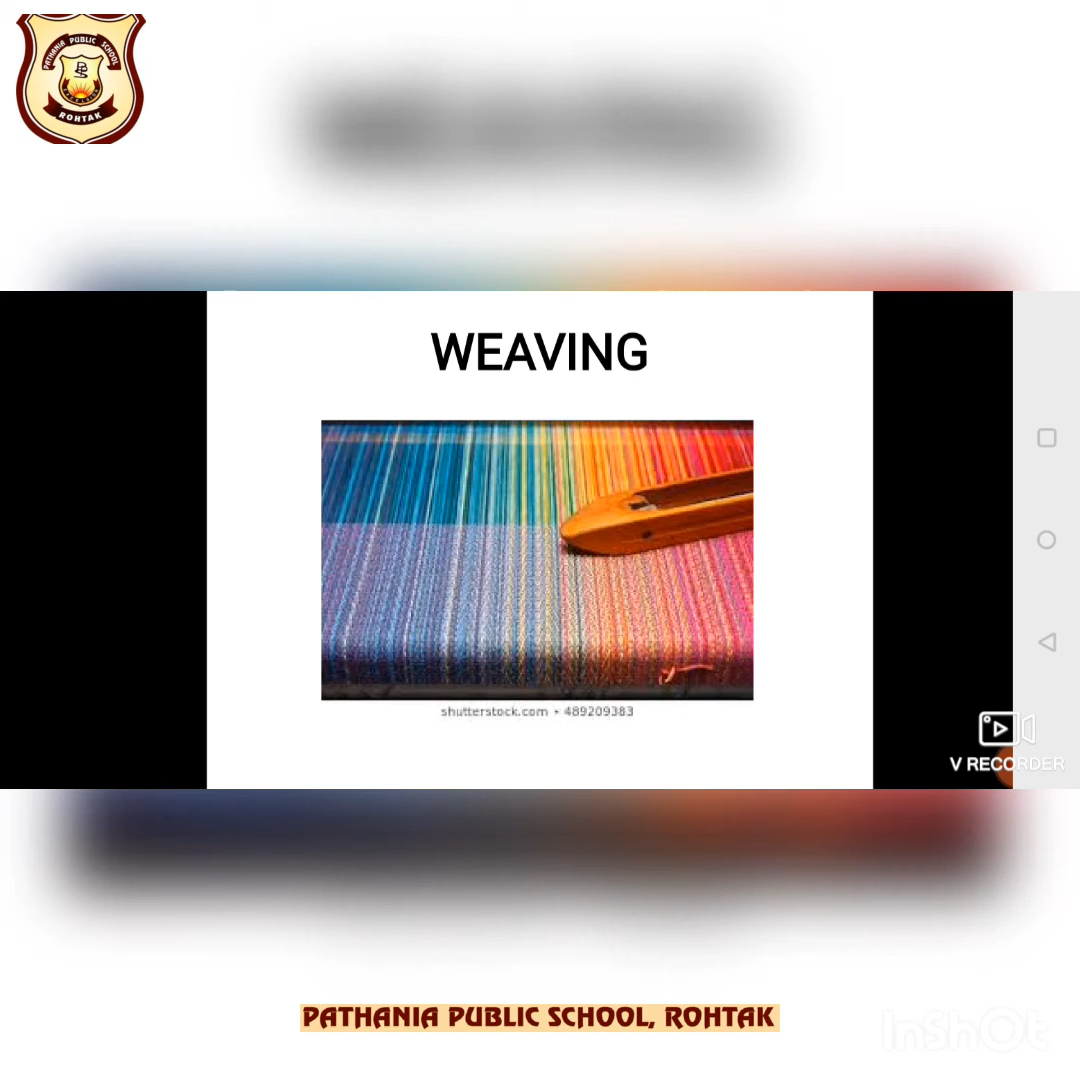 PATHANIA PUBLIC SCHOOL
ROHTAK
WEAVING
shutterstock.com • 489209383
V RECORDER
PATHANIA PUBLIC SCHOOL, ROHTAK
InShOt